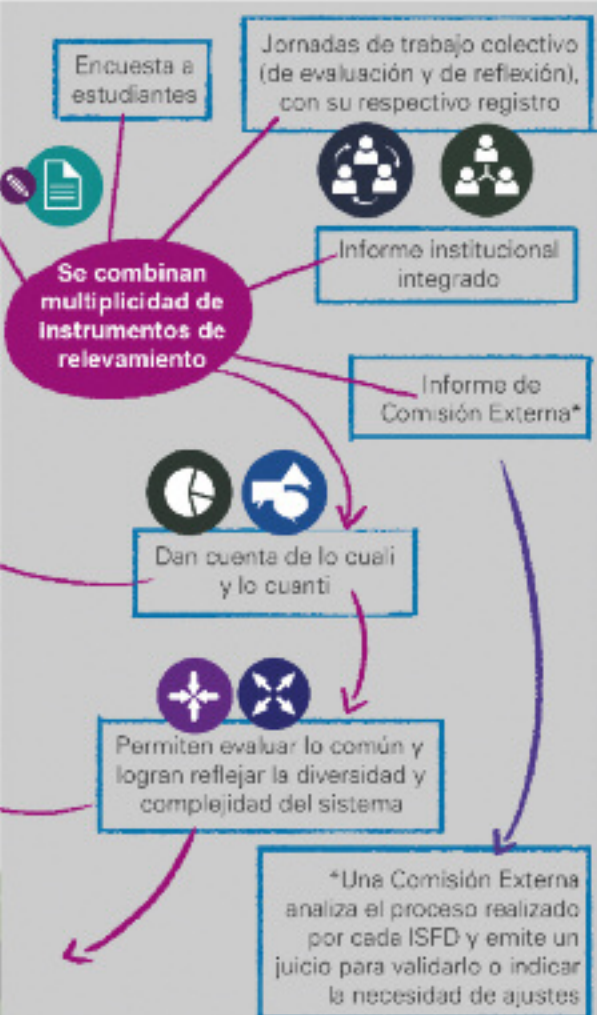 Encuesta a
estudiantes
Jornadas de trabajo colectivo
(de evaluación y de reflexión),
con su respectivo registro
Se combinan
multiplicidad de
instrumentos de
relevamiento
Informe institucional
integrado
Informe de
Comisión Externa*
Dan cuenta de lo cuali
y lo cuanti
Permiten evaluar lo común y
logran reflejar la diversidad y
complejidad del sistema
*Una Comisión Externa
analiza el proceso realizado
por cada ISFD y emite un
juicio para validarlo o indicar
la necesidad de ajustes